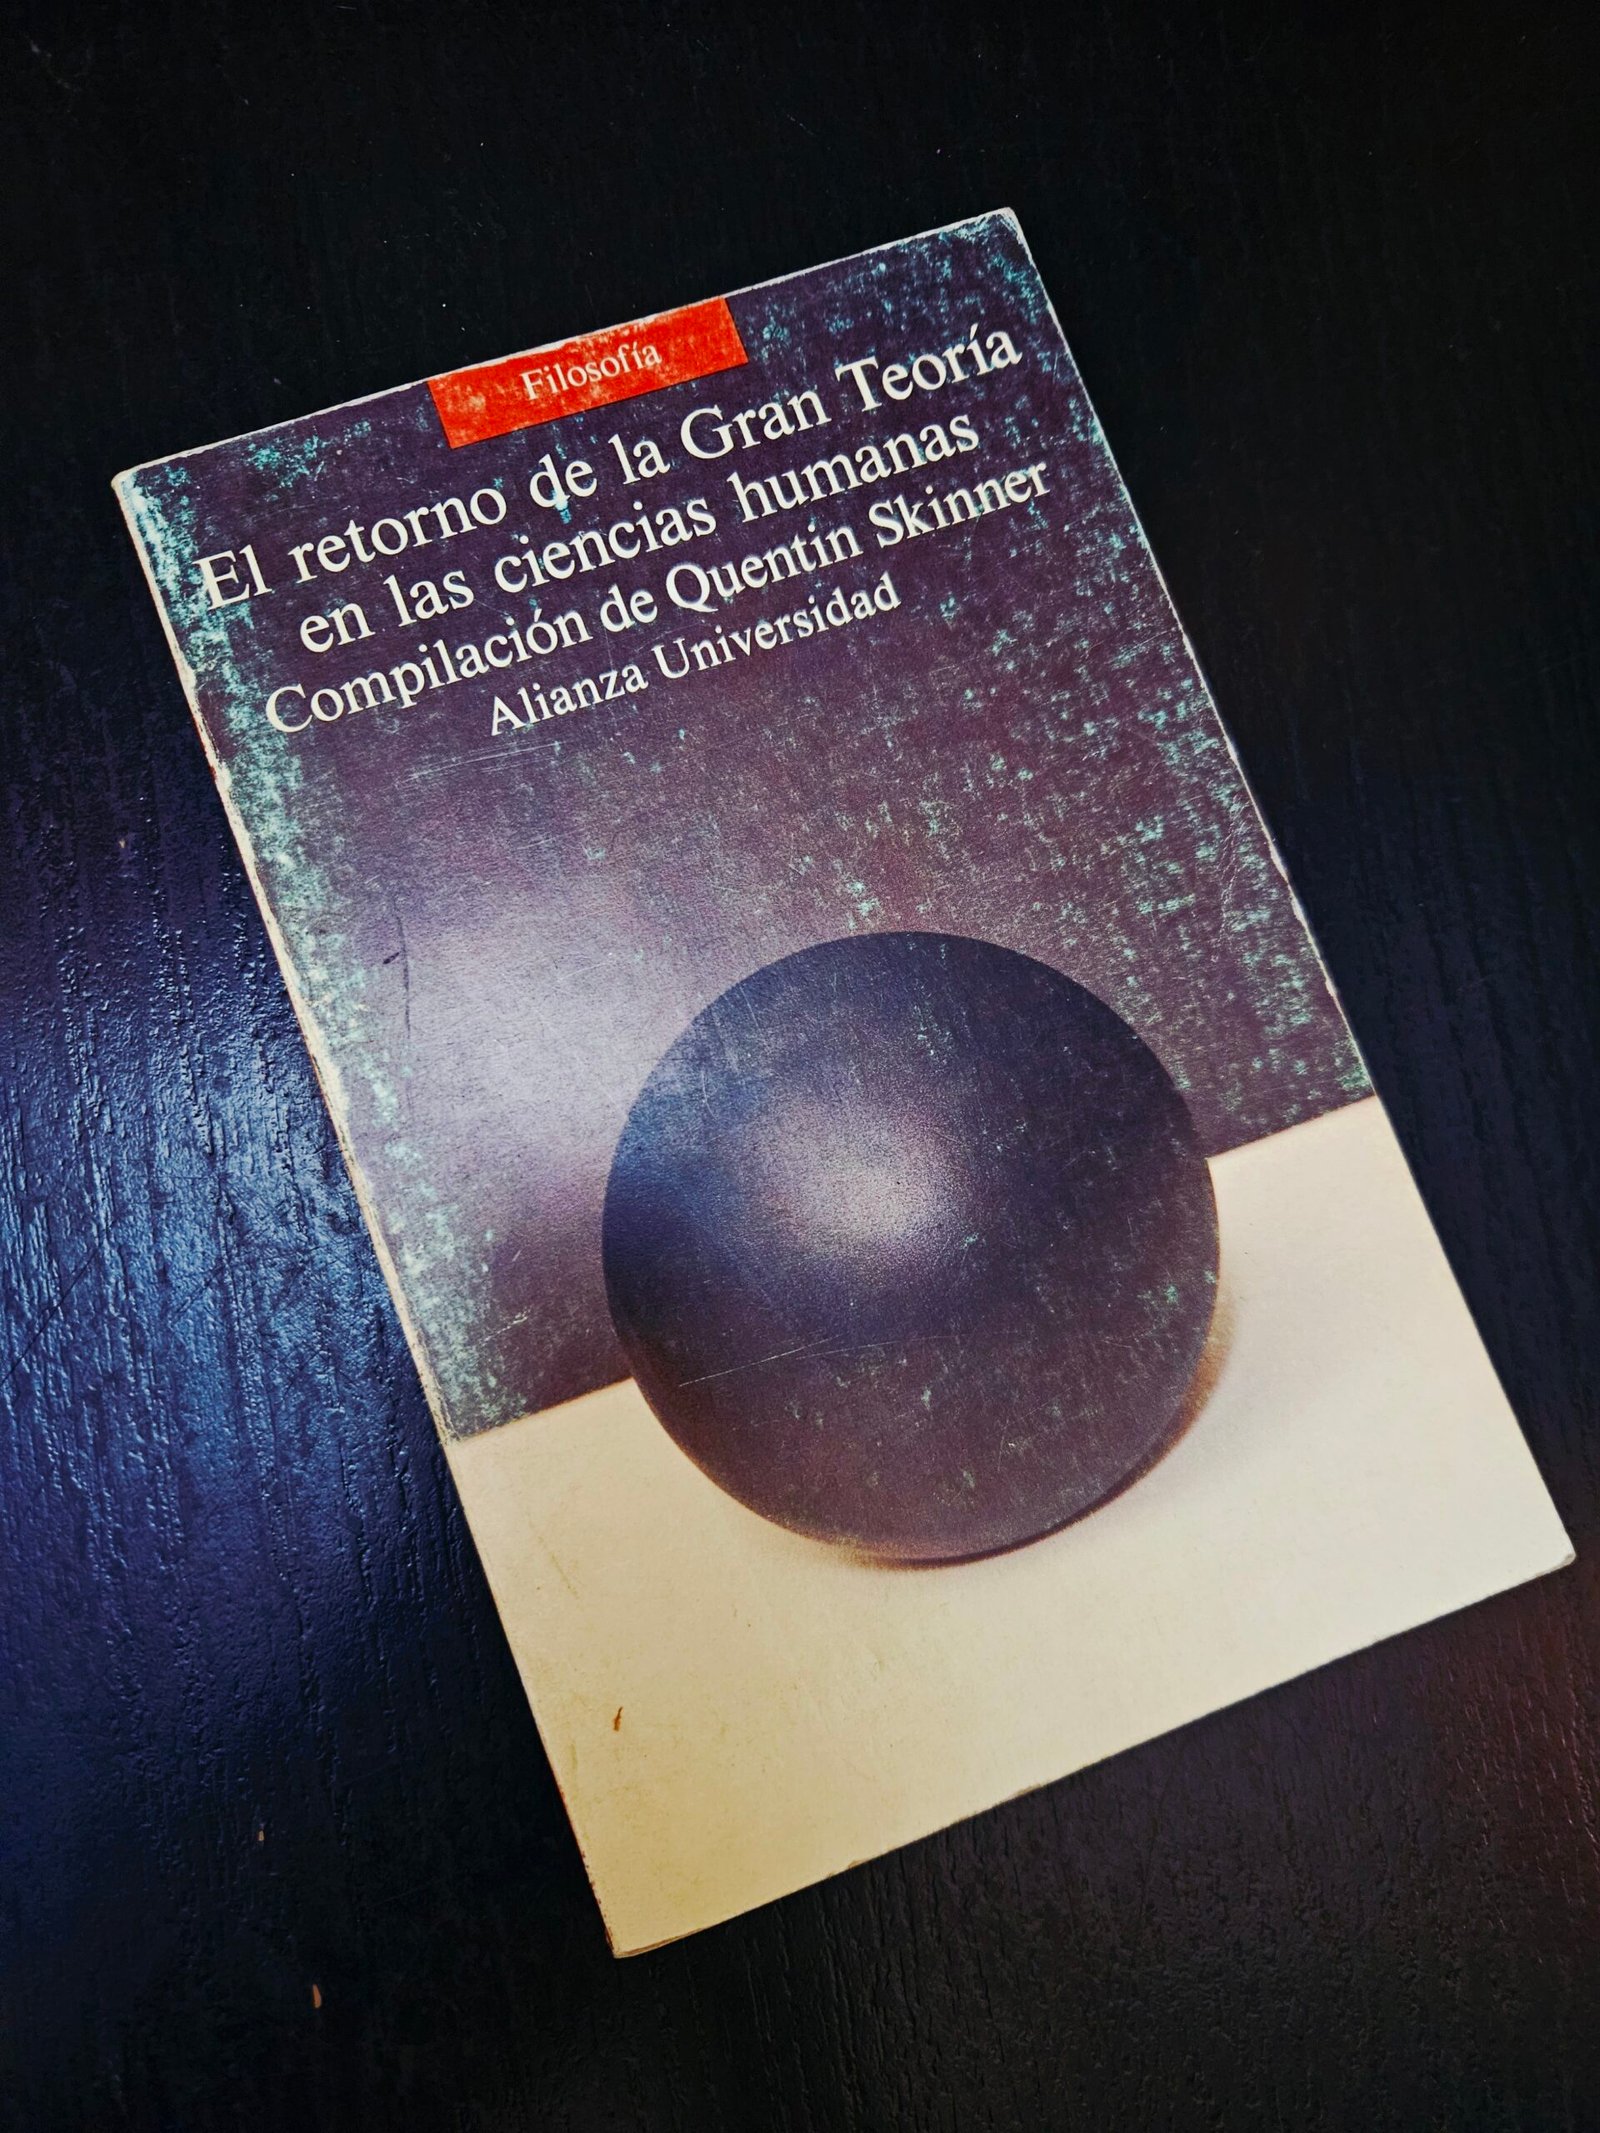 Filosofía
El retorno de la Gran Teoría
en las ciencias humanas
Compilación de Quentin Skinner
Alianza Universidad